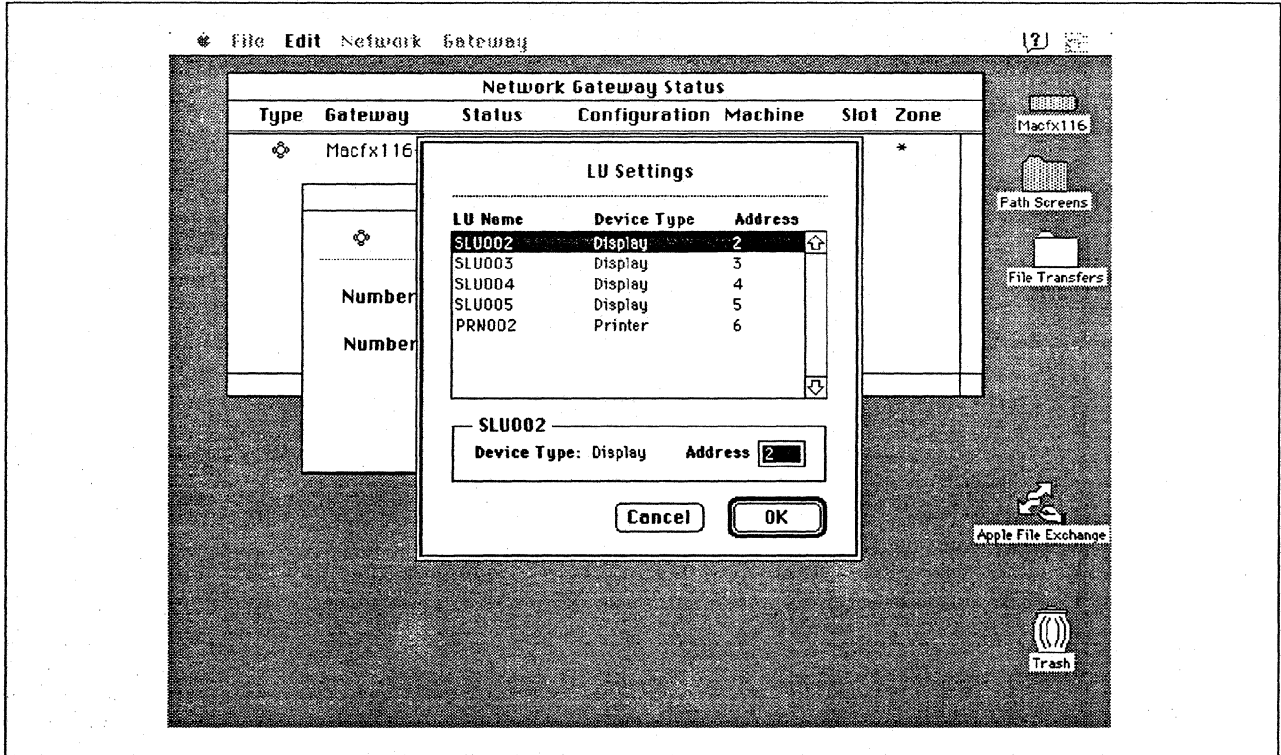 File Edit Network Gateway
Network Gateway Status
Type Gateway Status Configuration Machine Slot Zone
Macfx116- *
LU Settings
LU Name Device Type Address
SLU002 Display 2
SLU003 Display 3
SLU004 Display 4
SLU005 Display 5
PRN002 Printer 6
Number
Number
SLU002
Device Type: Display Address 2
Cancel OK
Macfx116
Path Screens
File Transfers
Apple File Exchange
Trash